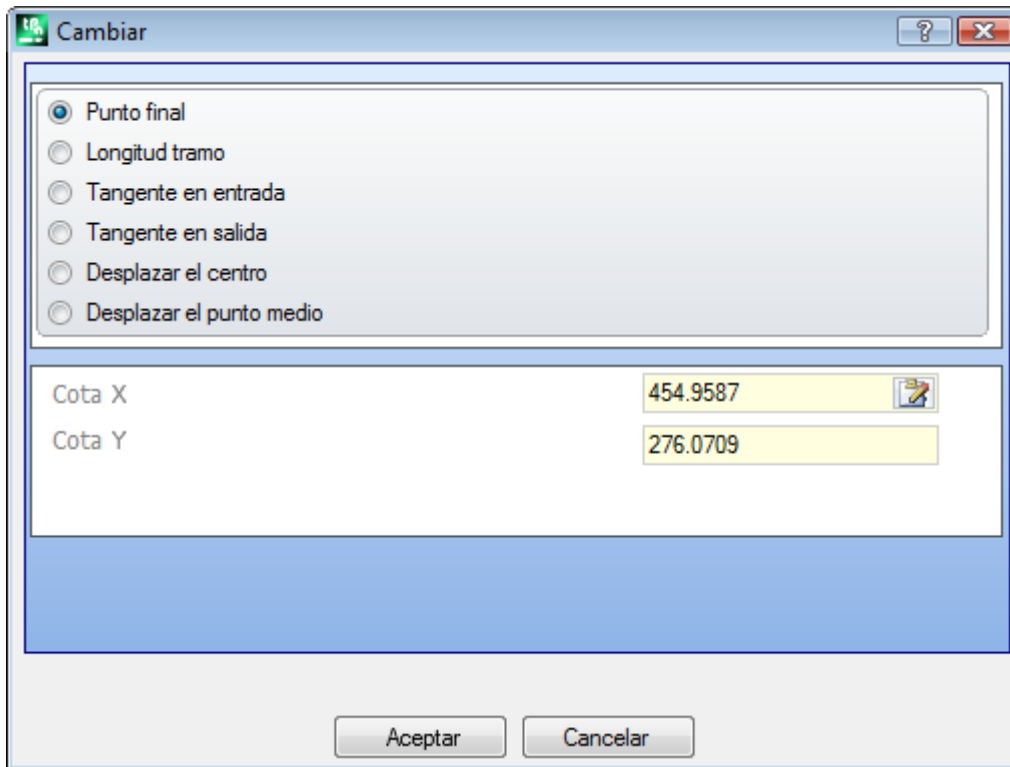 Cambiar
Punto final
Longitud tramo
Tangente en entrada
Tangente en salida
Desplazar el centro
Desplazar el punto medio
Cota X 454.9587
Cota Y 276.0709
Aceptar Cancelar